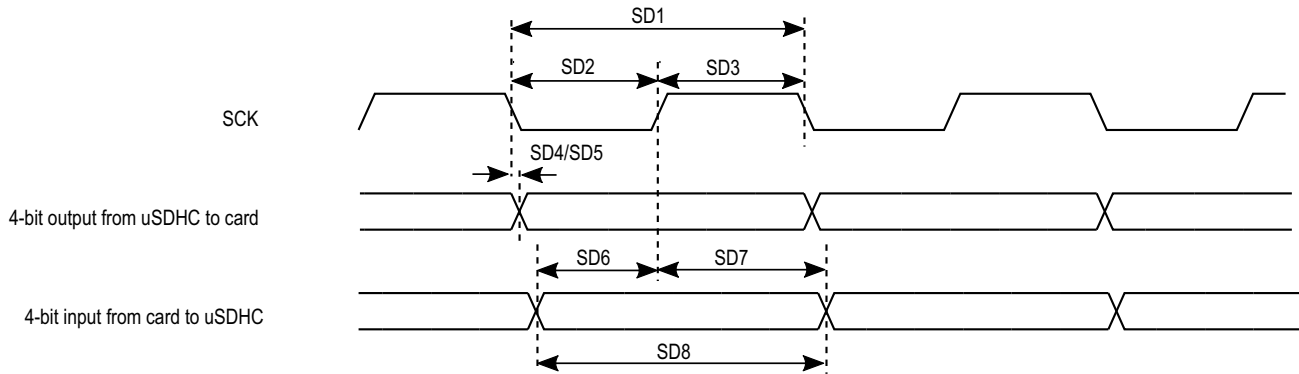 SD1
SD2
SD3
SCK
SD4/SD5
4-bit output from uSDHC to card
SD6
SD7
4-bit input from card to uSDHC
SD8